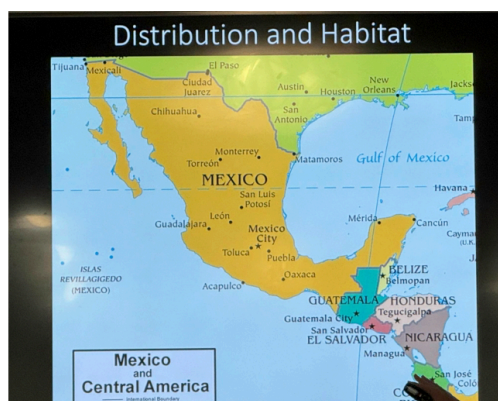 Distribution and Habitat
Tijuana
Mexicali
El Paso
Ciudad
Juarez
Austin
Houston
New
Orleans
San
Antonio
Chihuahua
Monterrey
Torreón
Matamoros
Gulf of Mexico
MEXICO
San Luis
Potosí
Havana
León
Guadalajara
Mexico
City
Mérida
Cancún
Toluca
Puebla
(U.K.
ISLAS
REVILLAGIGEDO
(MEXICO)
Acapulco
Oaxaca
BELIZE
Belmopan
GUATEMALA
HONDURAS
Guatemala City
Tegucigalpa
San Salvador
EL SALVADOR
NICARAGUA
Managua
San José
Mexico
and
Central America
International Boundary